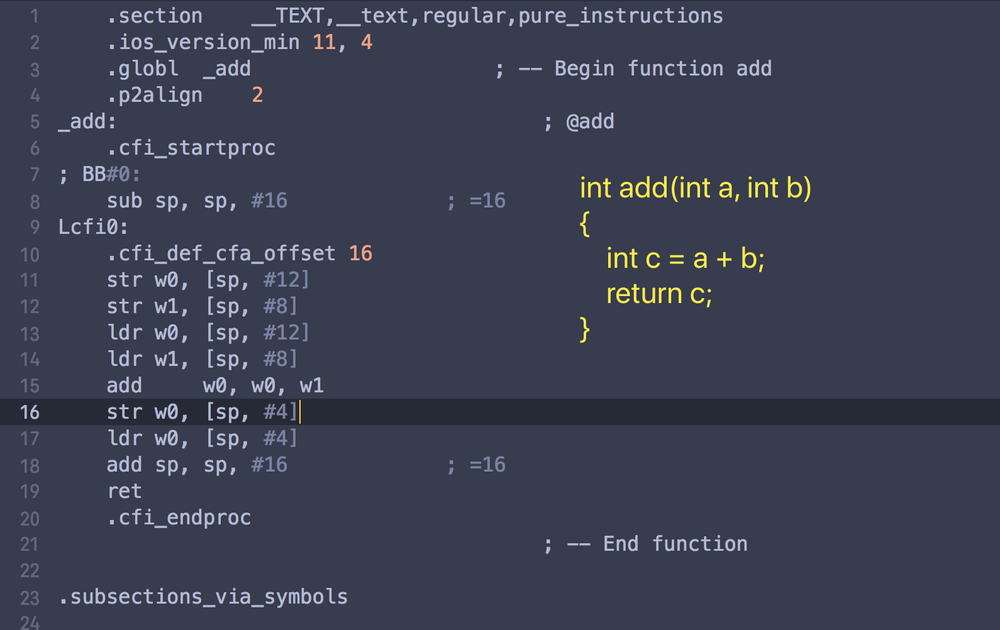 1 .section __TEXT,__text,regular,pure_instructions
2 .ios_version_min 11, 4
3 .globl _add ; -- Begin function add
4 .p2align 2
5 _add: ; @add
6 .cfi_startproc
7 ; BB#0:
8 sub sp, sp, #16 ; =16
9 Lcfi0:
10 .cfi_def_cfa_offset 16
11 str w0, [sp, #12]
12 str w1, [sp, #8]
13 ldr w0, [sp, #12]
14 ldr w1, [sp, #8]
15 add w0, w0, w1
16 str w0, [sp, #4]
17 ldr w0, [sp, #4]
18 add sp, sp, #16 ; =16
19 ret
20 .cfi_endproc
21 ; -- End function
22
23 .subsections_via_symbols
24
int add(int a, int b)
{
int c = a + b;
return c;
}